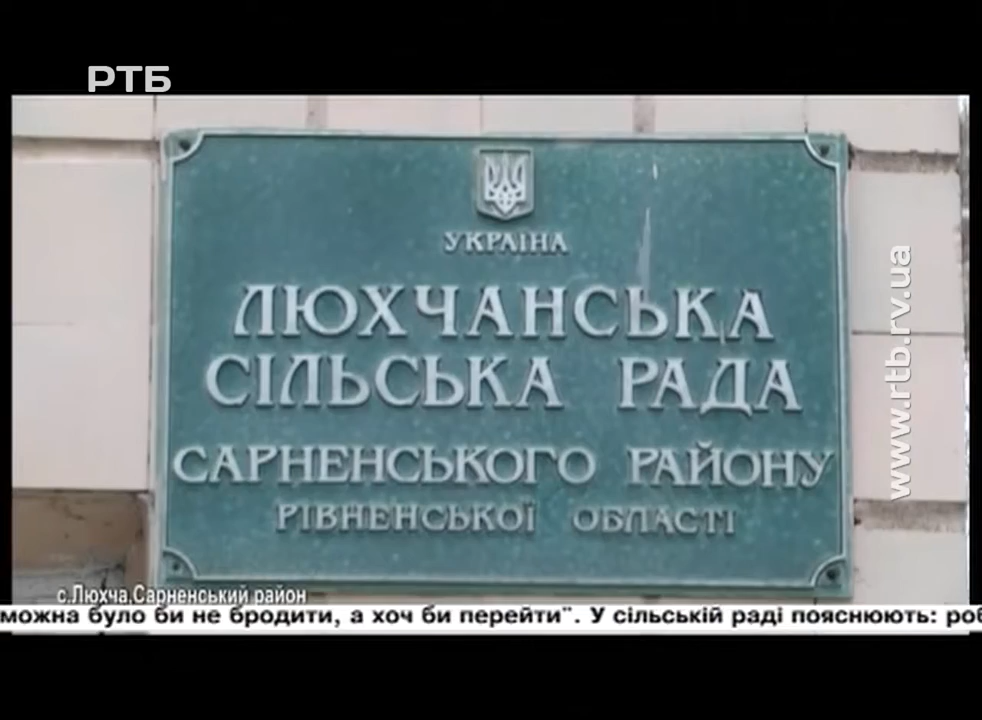 РТБ
УКРАЇНА
ЛЮХЧАНСЬКА
СІЛЬСЬКА РАДА
САРНЕНСЬКОГО РАЙОНУ
РІВНЕНСЬКОЇ ОБЛАСТІ
www.rtb.rv.ua
с.Люхча,Сарненський район
можна було би не бродити, а хоч би перейти". У сільській раді пояснюють: роб